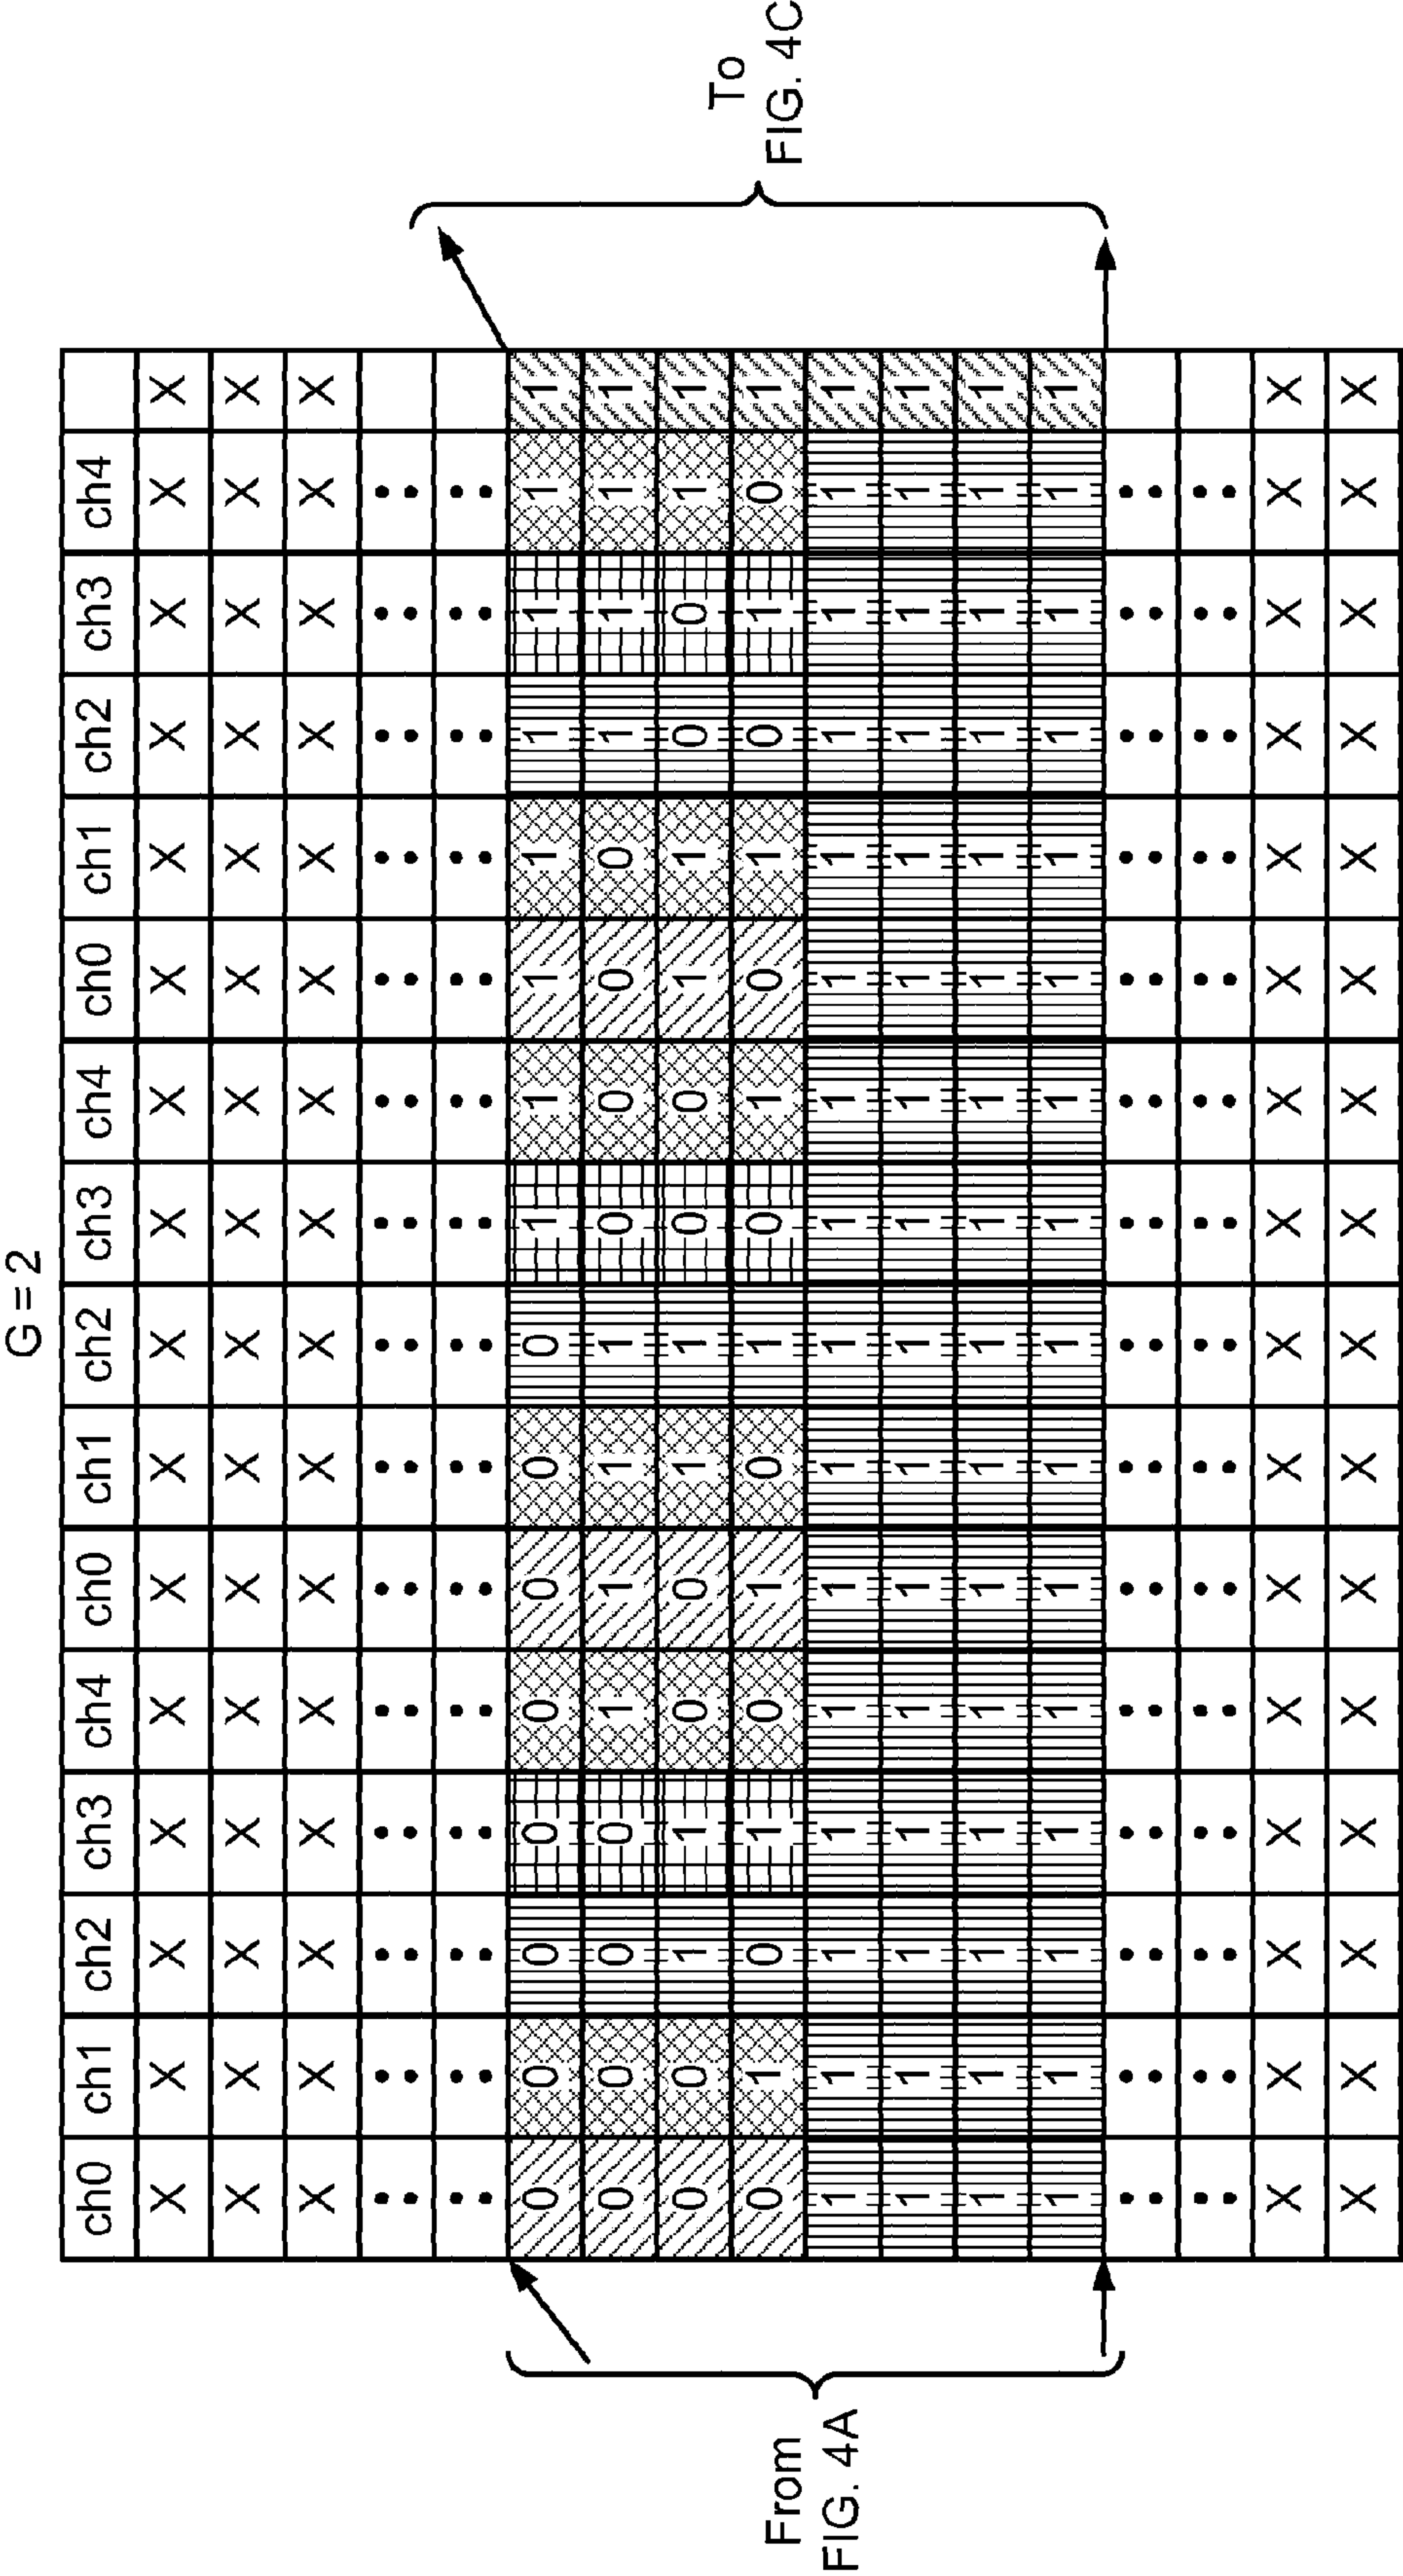 G = 2
ch0 ch1 ch2 ch3 ch4 ch0 ch1 ch2 ch3 ch4 ch0 ch1 ch2 ch3 ch4
X X X X X X X X X X X X X X X X
X X X X X X X X X X X X X X X X
X X X X X X X X X X X X X X X X
0 0 0 0 0 0 0 0 1 1 1 1 1 1 1 1
0 0 0 0 1 1 1 1 0 0 0 0 1 1 1 1
0 0 1 1 0 0 1 1 0 0 1 1 0 0 1 1
0 1 0 1 0 1 0 1 0 1 0 1 0 1 0 1
1 1 1 1 1 1 1 1 1 1 1 1 1 1 1 1
1 1 1 1 1 1 1 1 1 1 1 1 1 1 1 1
1 1 1 1 1 1 1 1 1 1 1 1 1 1 1 1
1 1 1 1 1 1 1 1 1 1 1 1 1 1 1 1
X X X X X X X X X X X X X X X X
X X X X X X X X X X X X X X X X
From
FIG. 4A
To
FIG. 4C